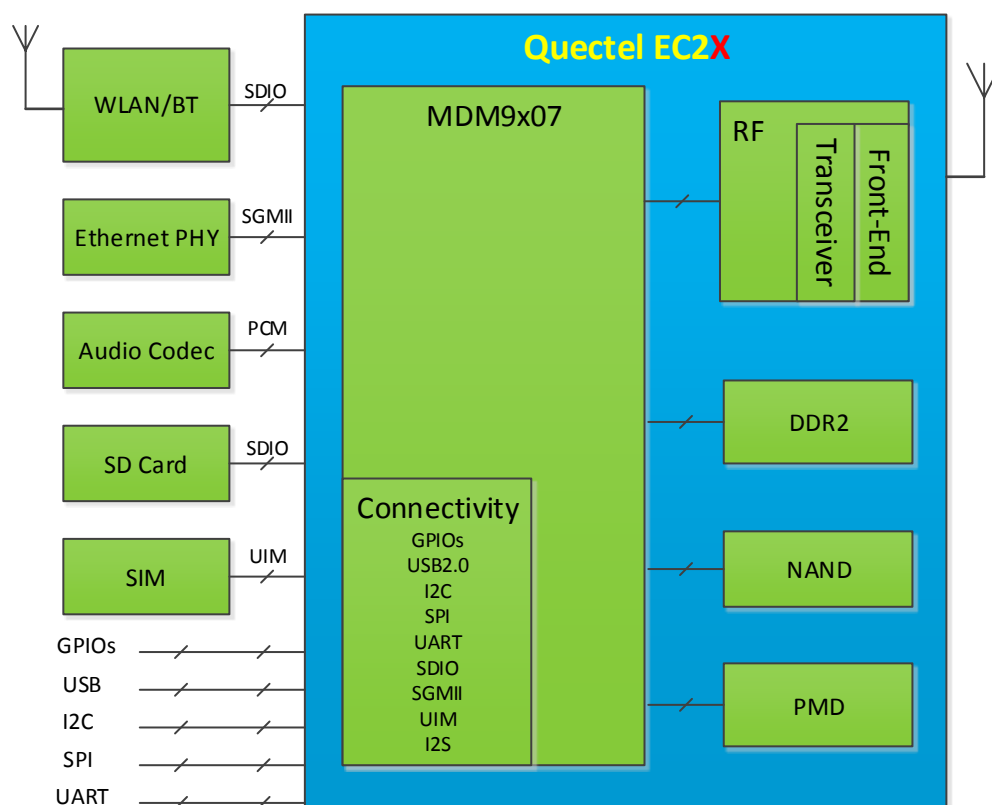 Quectel EC2X
WLAN/BT
SDIO
Ethernet PHY
SGMII
Audio Codec
PCM
SD Card
SDIO
SIM
UIM
GPIOs
USB
I2C
SPI
UART
MDM9x07
Connectivity
GPIOs
USB2.0
I2C
SPI
UART
SDIO
SGMII
UIM
I2S
RF
Transceiver
Front-End
DDR2
NAND
PMD